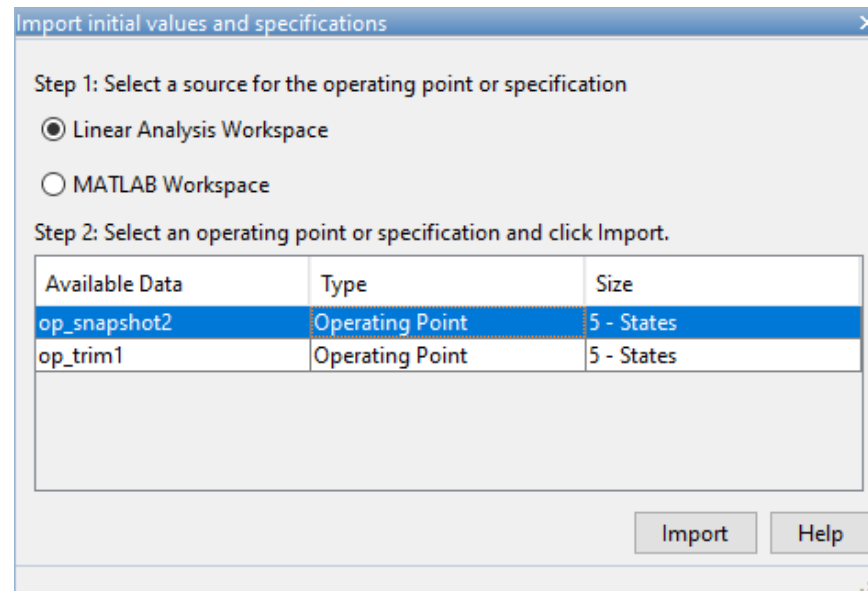 Import initial values and specifications
Step 1: Select a source for the operating point or specification
Linear Analysis Workspace
MATLAB Workspace
Step 2: Select an operating point or specification and click Import.
Available Data Type Size
op_snapshot2 Operating Point 5 - States
op_trim1 Operating Point 5 - States
Import Help